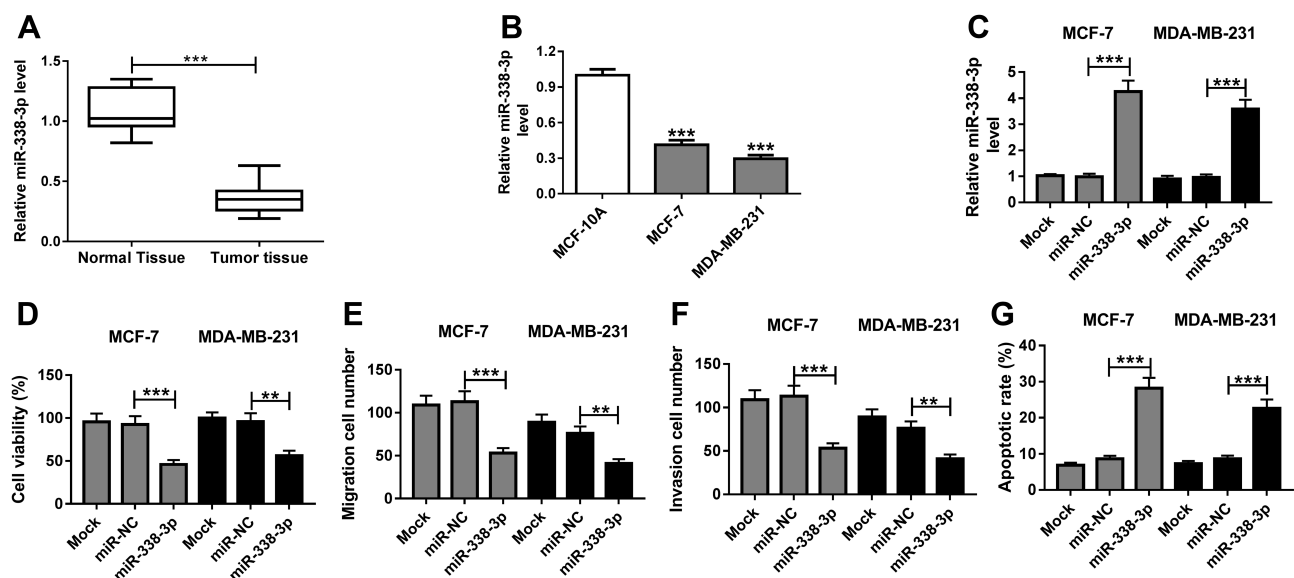 A
Relative miR-338-3p level
1.5
1.0
0.5
0.0
***
Normal Tissue
Tumor tissue
B
Relative miR-338-3p
level
1.2
0.9
0.6
0.3
0.0
***
***
MCF-10A
MCF-7
MDA-MB-231
C
MCF-7
MDA-MB-231
Relative miR-338-3p
level
5
4
3
2
1
0
***
***
Mock
miR-NC
miR-338-3p
Mock
miR-NC
miR-338-3p
D
MCF-7
MDA-MB-231
Cell viability (%)
150
100
50
0
***
**
Mock
miR-NC
miR-338-3p
Mock
miR-NC
miR-338-3p
E
MCF-7
MDA-MB-231
Migration cell number
150
100
50
0
***
**
Mock
miR-NC
miR-338-3p
Mock
miR-NC
miR-338-3p
F
MCF-7
MDA-MB-231
Invasion cell number
150
100
50
0
***
**
Mock
miR-NC
miR-338-3p
Mock
miR-NC
miR-338-3p
G
MCF-7
MDA-MB-231
Apoptotic rate (%)
40
30
20
10
0
***
***
Mock
miR-NC
miR-338-3p
Mock
miR-NC
miR-338-3p